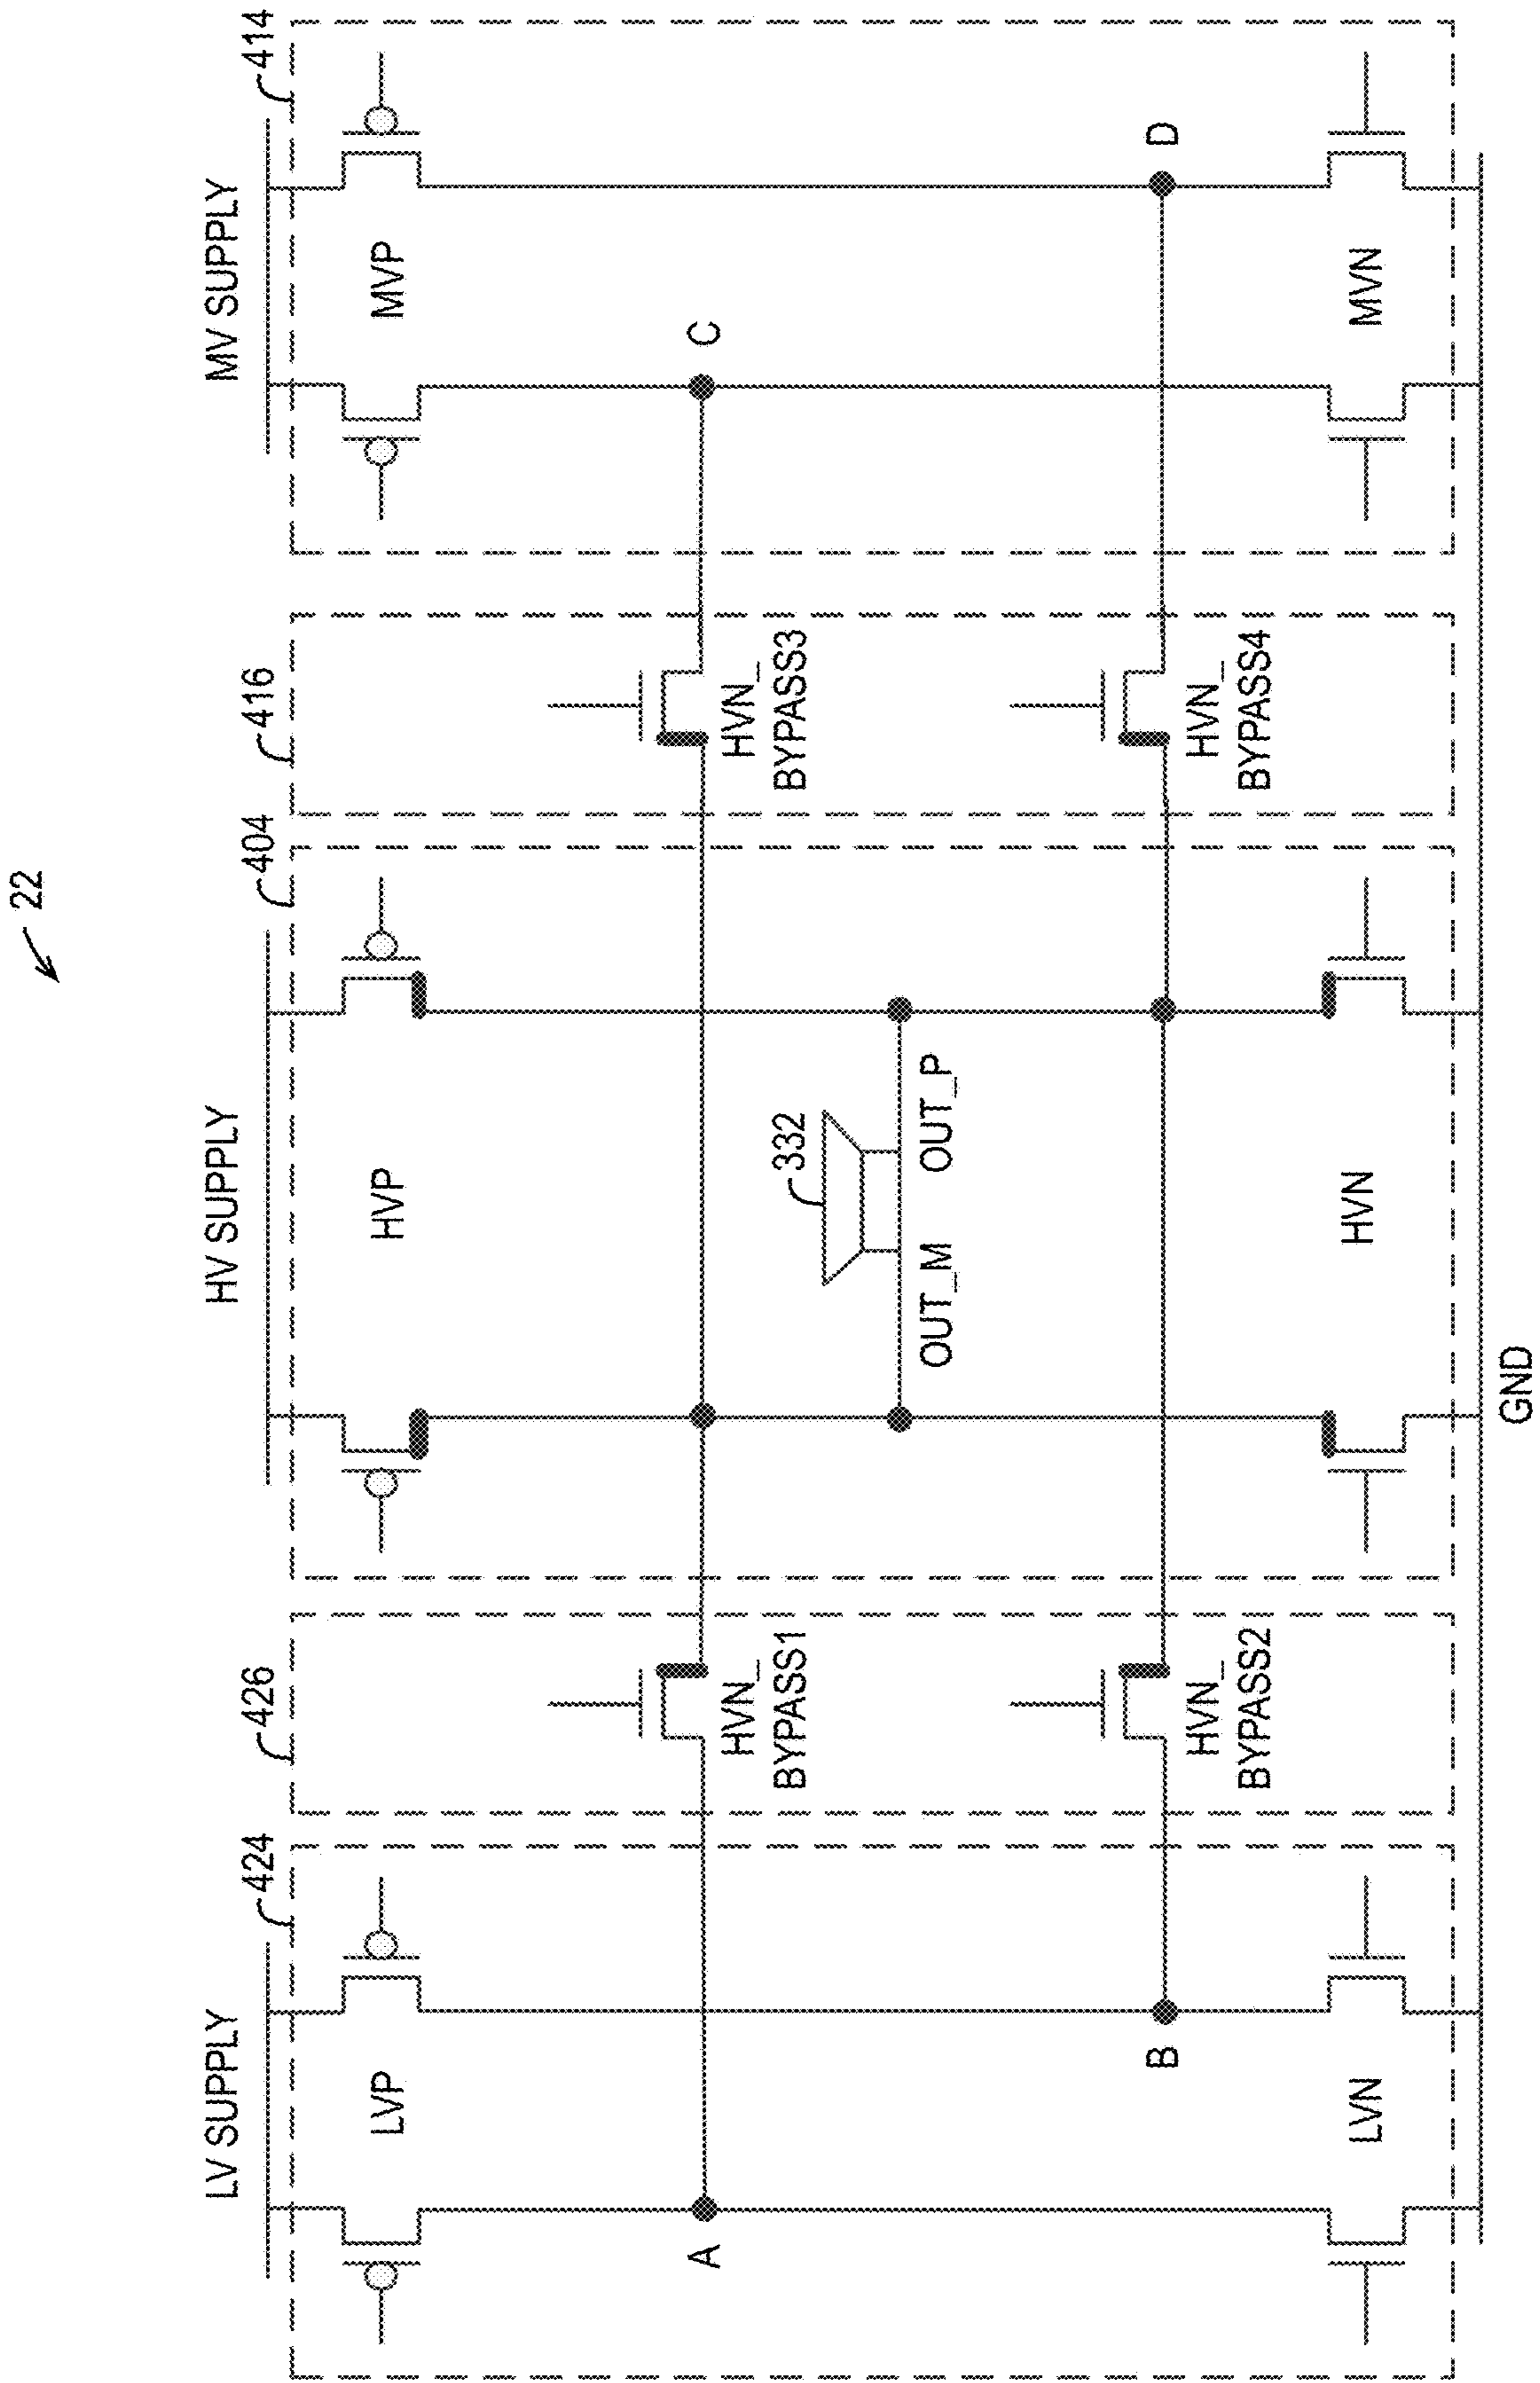 22
LV SUPPLY
HV SUPPLY
MV SUPPLY
424
426
404
416
414
LVP
HVP
MVP
A
HVN_
BYPASS1
332
HVN_
BYPASS3
C
OUT_M
OUT_P
B
HVN_
BYPASS2
HVN_
BYPASS4
D
LVN
HVN
MVN
GND